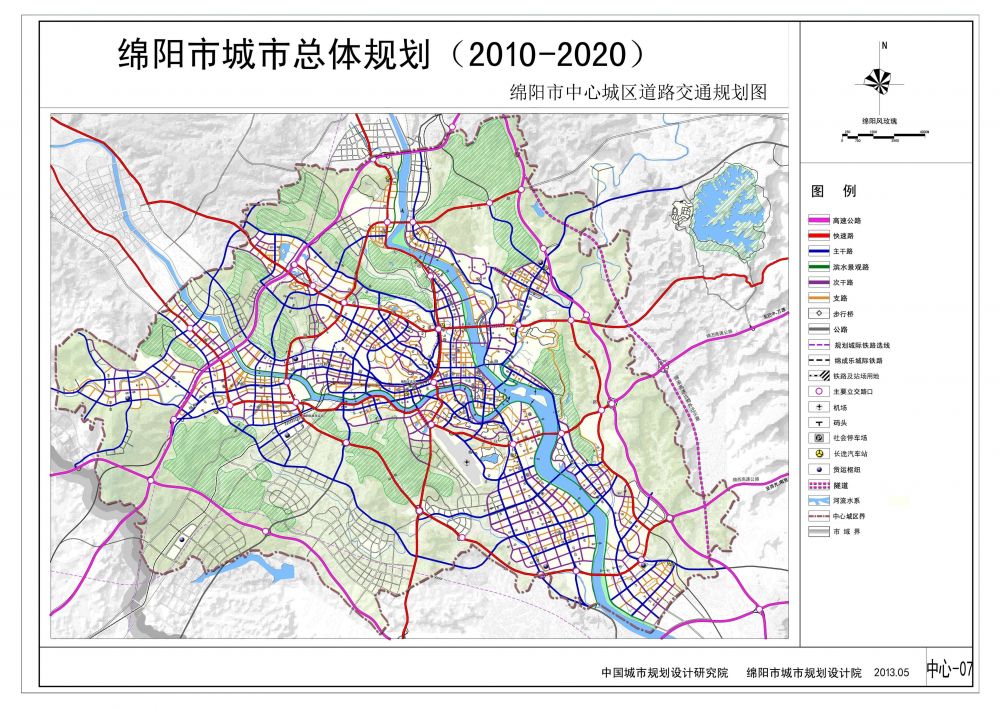 绵阳市城市总体规划（2010-2020）
绵阳市中心城区道路交通规划图
N
绵阳风玫瑰
图 例
高速公路
快速路
主干路
滨水景观路
次干路
支路
步行桥
公路
规划城际铁路选线
绵成乐城际铁路
铁路及站场用地
主要立交路口
机场
码头
社会停车场
长途汽车站
货运枢纽
隧道
河流水系
中心城区界
市 域 界
中国城市规划设计研究院 绵阳市城市规划设计院 2013.05
中心-07